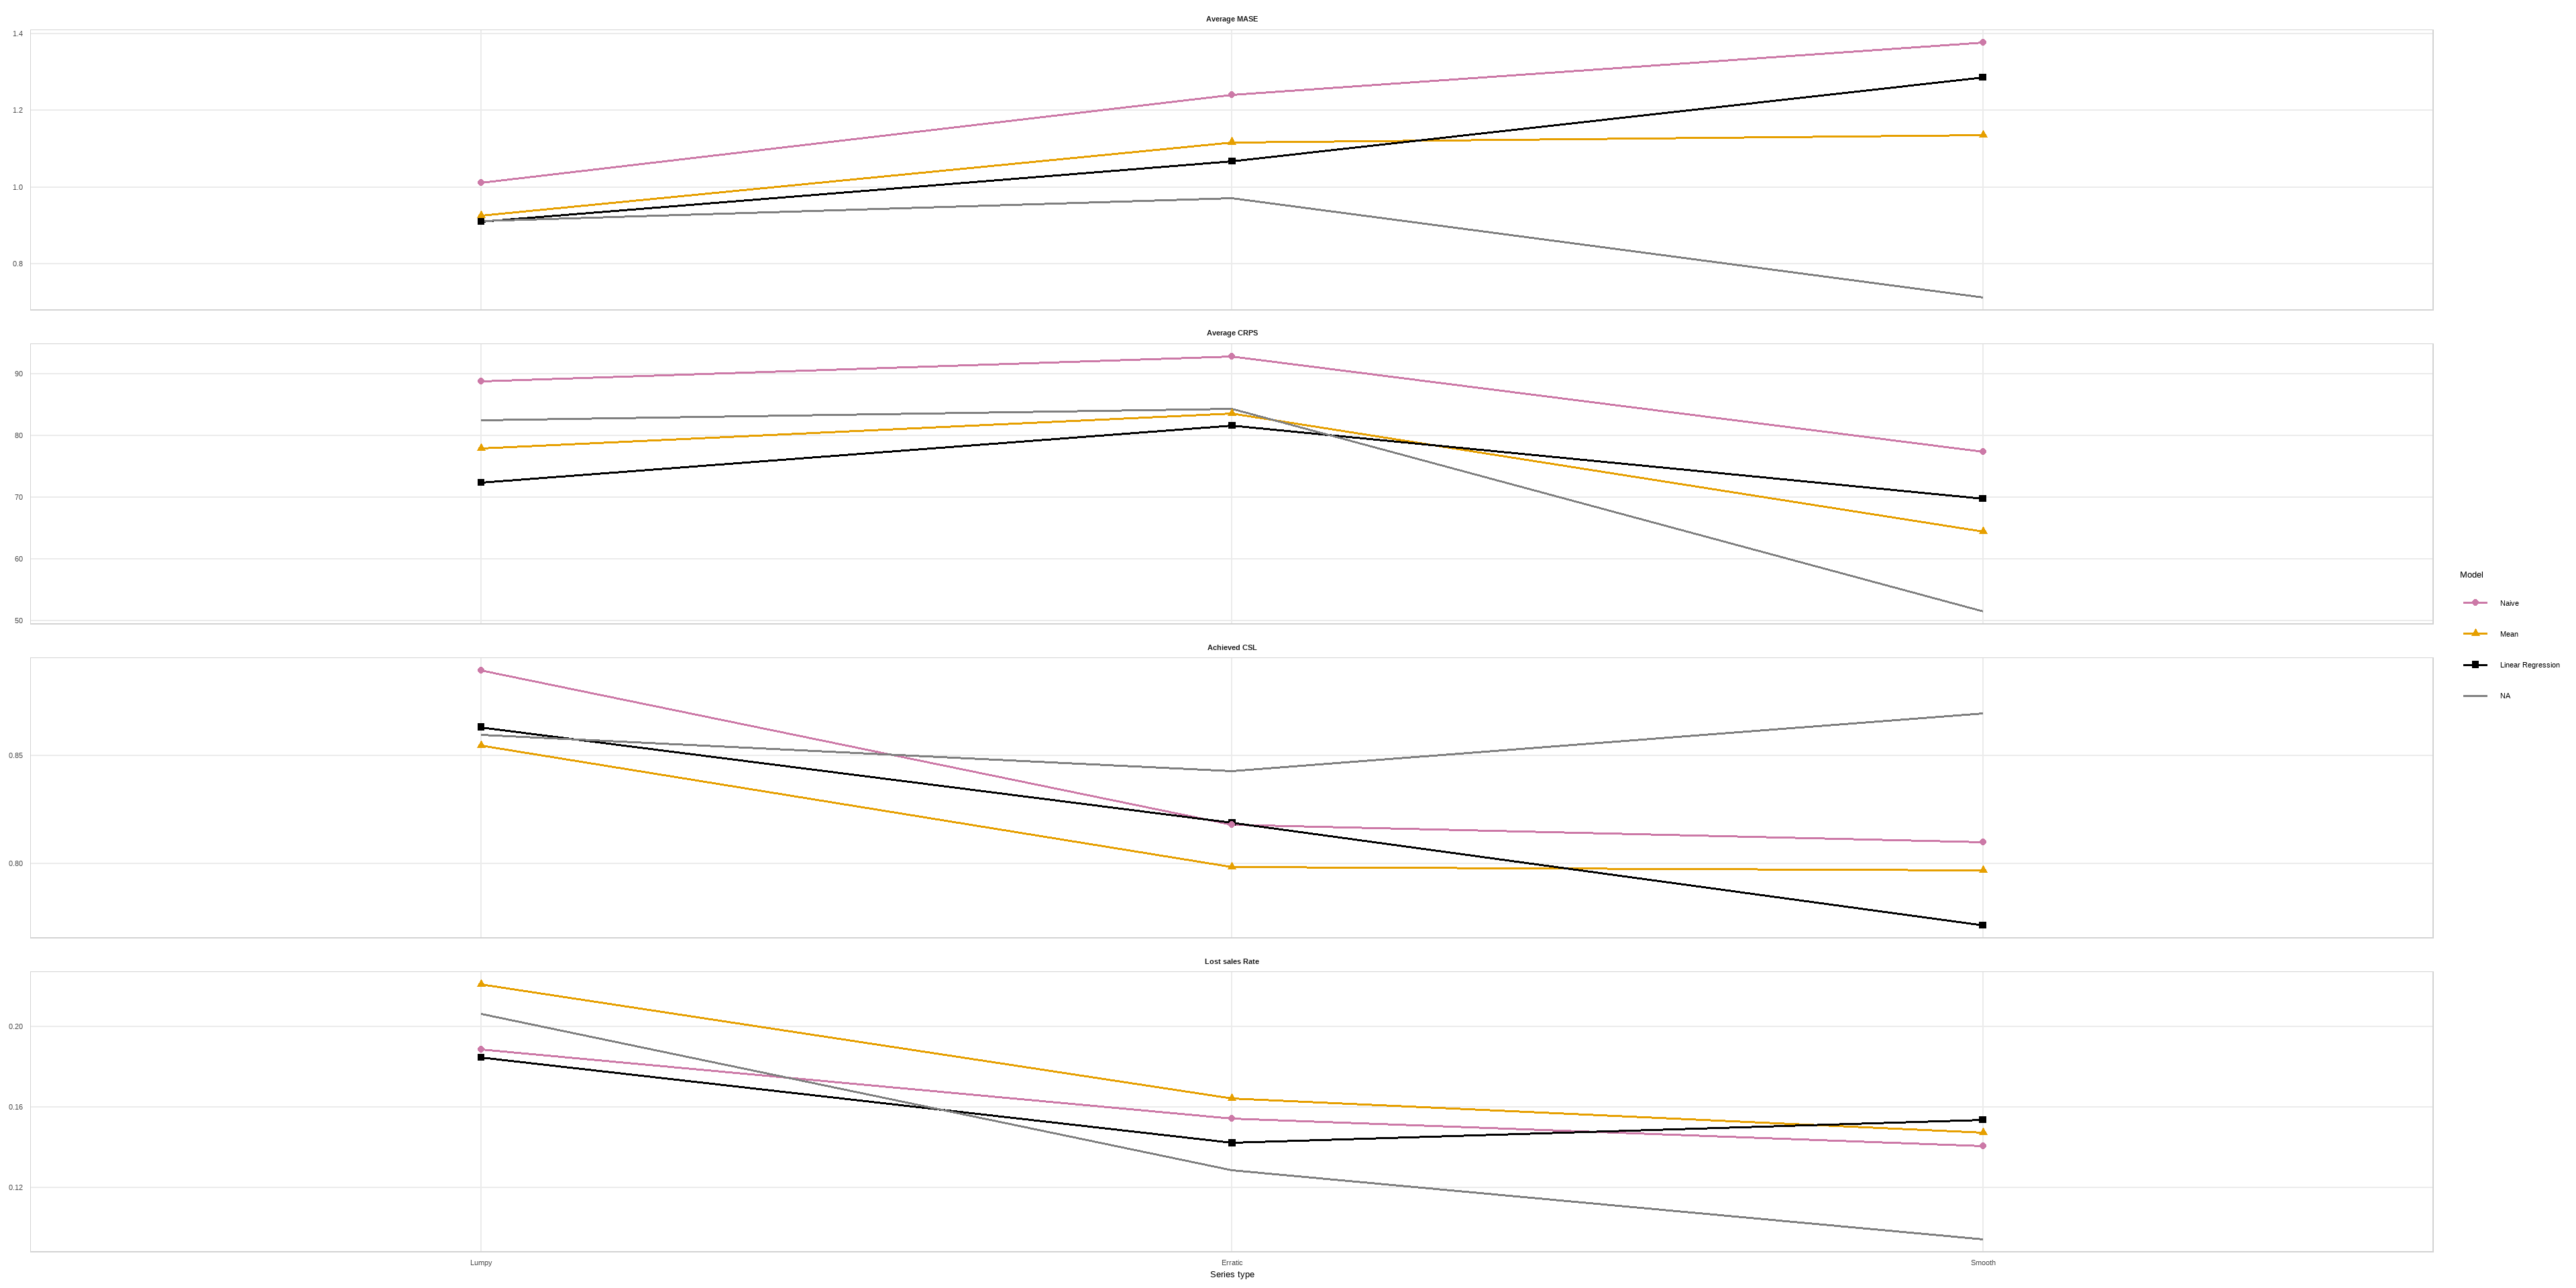 Average MASE
1.4
1.2
1.0
0.8
Average CRPS
90
80
70
60
50
Achieved CSL
0.85
0.80
Lost sales Rate
0.20
0.16
0.12
Lumpy
Erratic
Smooth
Series type
Model
Naive
Mean
Linear Regression
NA